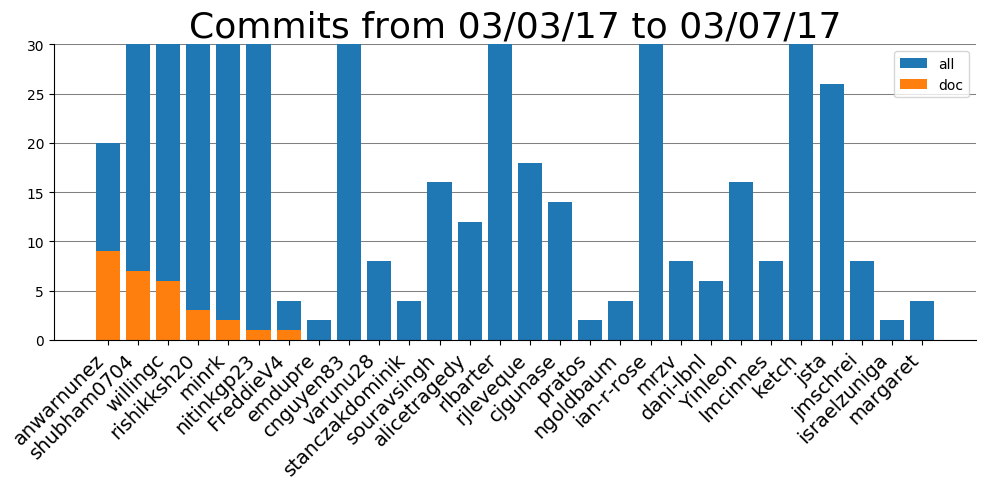 Commits from 03/03/17 to 03/07/17
30
25
20
15
10
5
0
all
doc
anwarnunez
shubham0704
willingc
rishikksh20
minrk
nitinkgp23
FreddieV4
emdupre
cnguyen83
varunu28
stanczakdominik
souravsingh
alicetragedy
rlbarter
rjleveque
cjgunase
pratos
ngoldbaum
ian-r-rose
mrzv
dani-lbnl
Yinleon
lmcinnes
ketch
jsta
jmschrei
israelzuniga
margaret